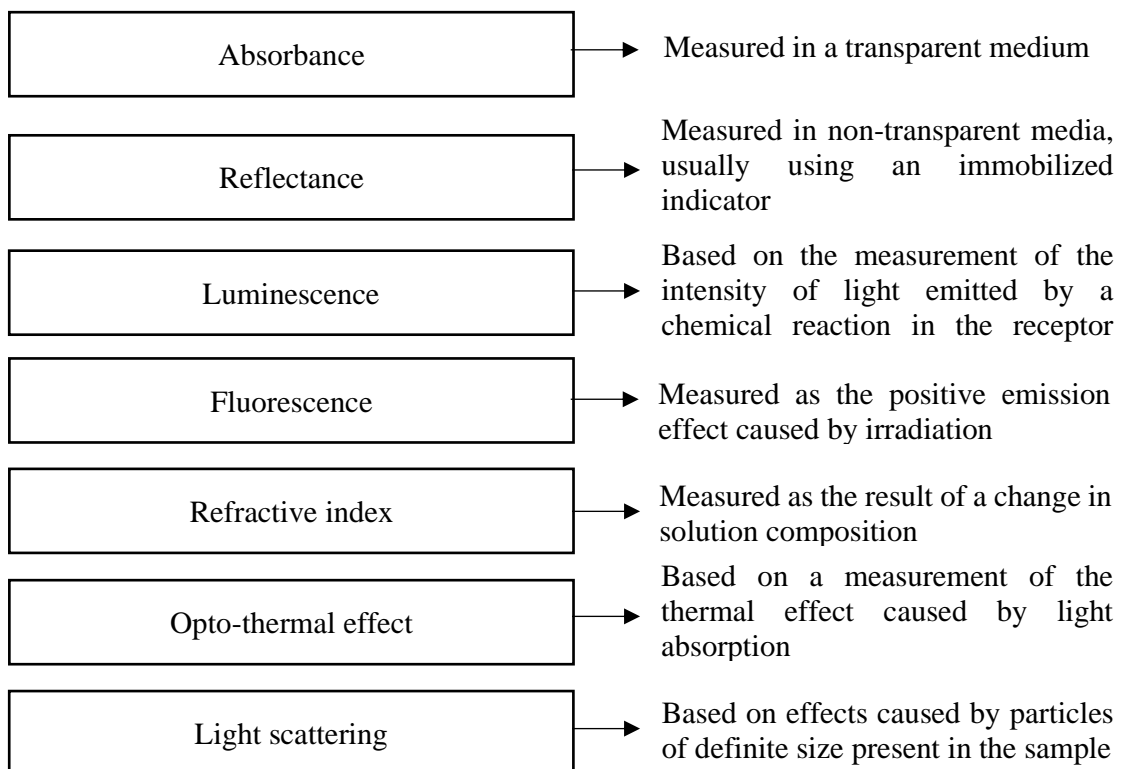 Absorbance
Measured in a transparent medium
Reflectance
Measured in non-transparent media,
usually using an immobilized
indicator
Luminescence
Based on the measurement of the
intensity of light emitted by a
chemical reaction in the receptor
Fluorescence
Measured as the positive emission
effect caused by irradiation
Refractive index
Measured as the result of a change in
solution composition
Opto-thermal effect
Based on a measurement of the
thermal effect caused by light
absorption
Light scattering
Based on effects caused by particles
of definite size present in the sample